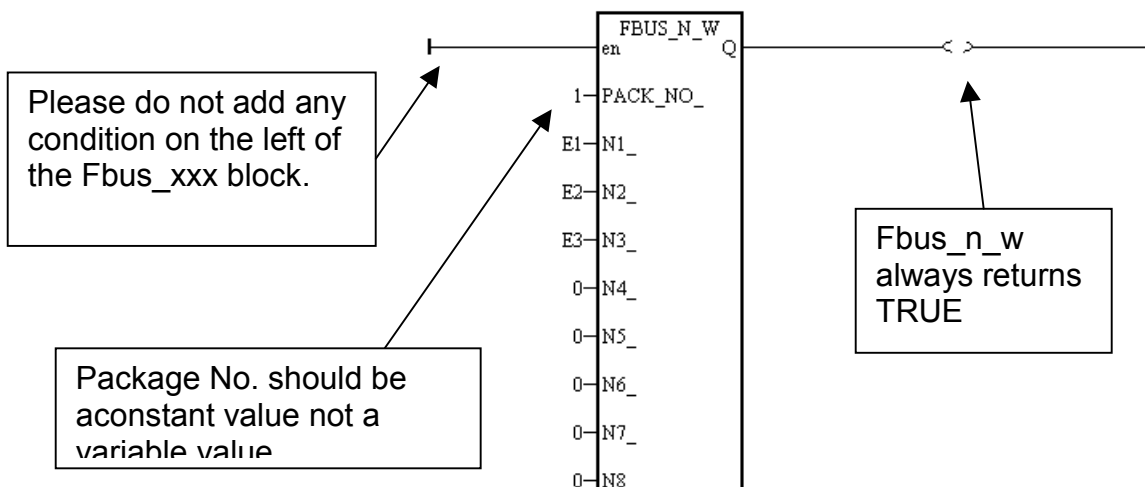 FBUS_N_W
en Q
Please do not add any
condition on the left of
the Fbus_xxx block.
1 PACK_NO_
E1 N1_
E2 N2_
E3 N3_
0 N4_
0 N5_
0 N6_
0 N7_
0 N8
Fbus_n_w
always returns
TRUE
Package No. should be
aconstant value not a
variable value